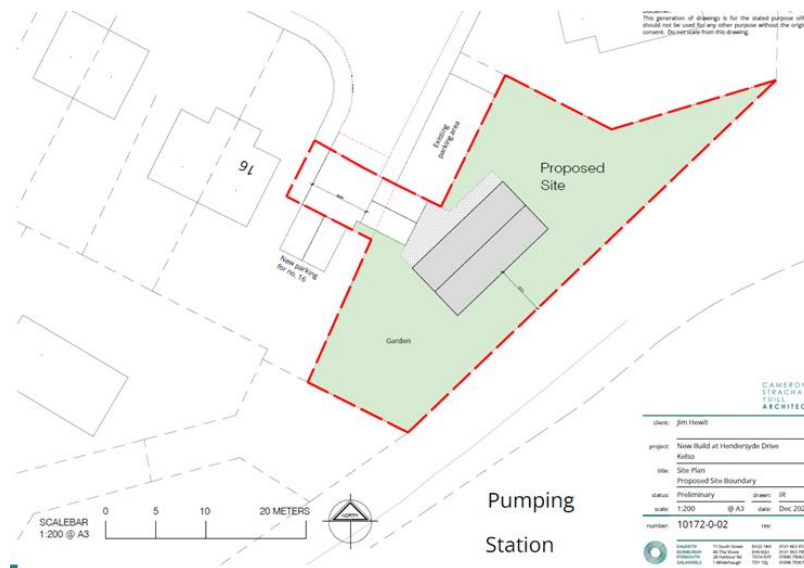 This generation of drawings is for the stated purpose
should not be used for any other purpose without the
consent. Do not scale from this drawing.
Existing
parking area
16
Proposed
Site
New parking
for no. 16
Garden
CAMERON
STRACHA
YUILL
ARCHITEC
client: Jim Hewit
project: New Build at Hendersyde Drive
Kelso
title: Site Plan
Proposed Site Boundary
status: Preliminary drawn: IR
scale: 1:200 @ A3 date: Dec 202
number: 10172-0-02 rev:
Pumping
Station
SCALEBAR
1:200 @ A3
0 5 10 20 METERS
NORTH
DALKEITH
EDINBURGH
EYEMOUTH
GALASHIELS